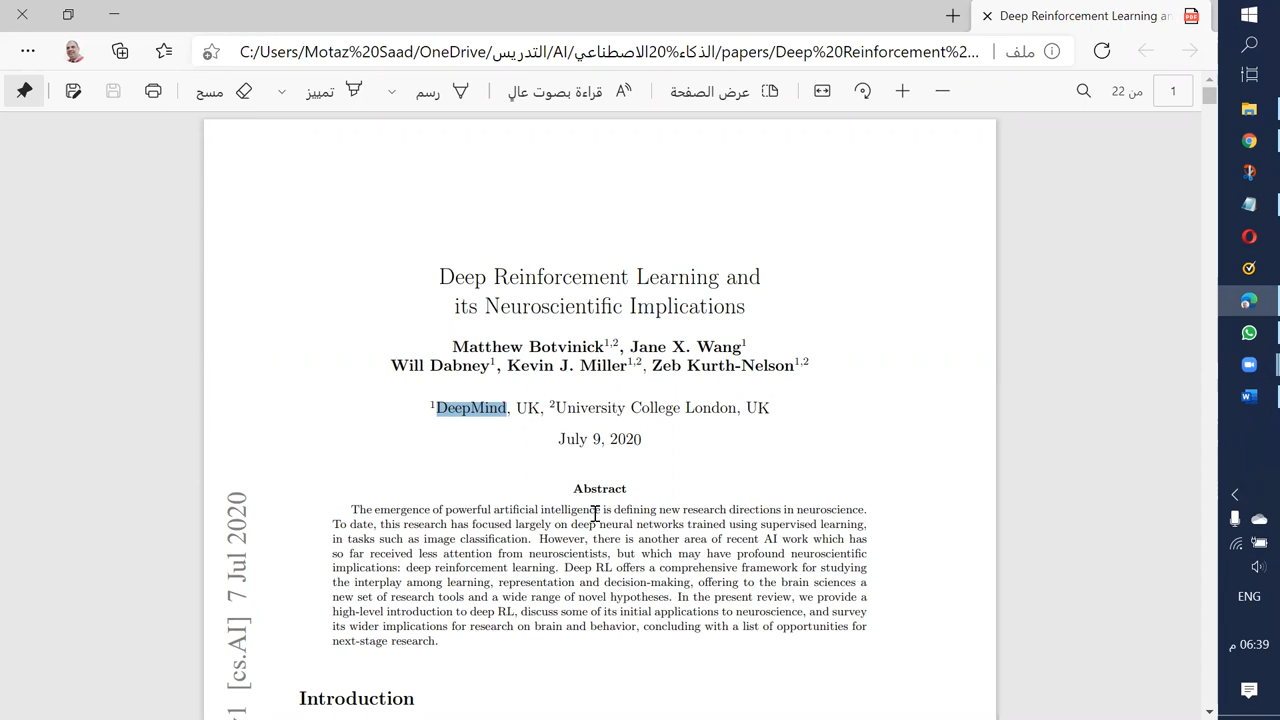 Deep Reinforcement Learning and
C:/Users/Motaz%20Saad/OneDrive/التدريس/AI/الذكاء%20الاصطناعي/papers/Deep%20Reinforcement%2...
ملف
مسح
تمييز
رسم
قراءة بصوت عالٍ
عرض الصفحة
من 22
1
Deep Reinforcement Learning and
its Neuroscientific Implications
Matthew Botvinick1,2, Jane X. Wang1
Will Dabney1, Kevin J. Miller1,2, Zeb Kurth-Nelson1,2
1DeepMind, UK, 2University College London, UK
July 9, 2020
Abstract
The emergence of powerful artificial intelligence is defining new research directions in neuroscience.
To date, this research has focused largely on deep neural networks trained using supervised learning,
in tasks such as image classification. However, there is another area of recent AI work which has
so far received less attention from neuroscientists, but which may have profound neuroscientific
implications: deep reinforcement learning. Deep RL offers a comprehensive framework for studying
the interplay among learning, representation and decision-making, offering to the brain sciences a
new set of research tools and a wide range of novel hypotheses. In the present review, we provide a
high-level introduction to deep RL, discuss some of its initial applications to neuroscience, and survey
its wider implications for research on brain and behavior, concluding with a list of opportunities for
next-stage research.
Introduction
[cs.AI] 7 Jul 2020
ENG
06:39 م